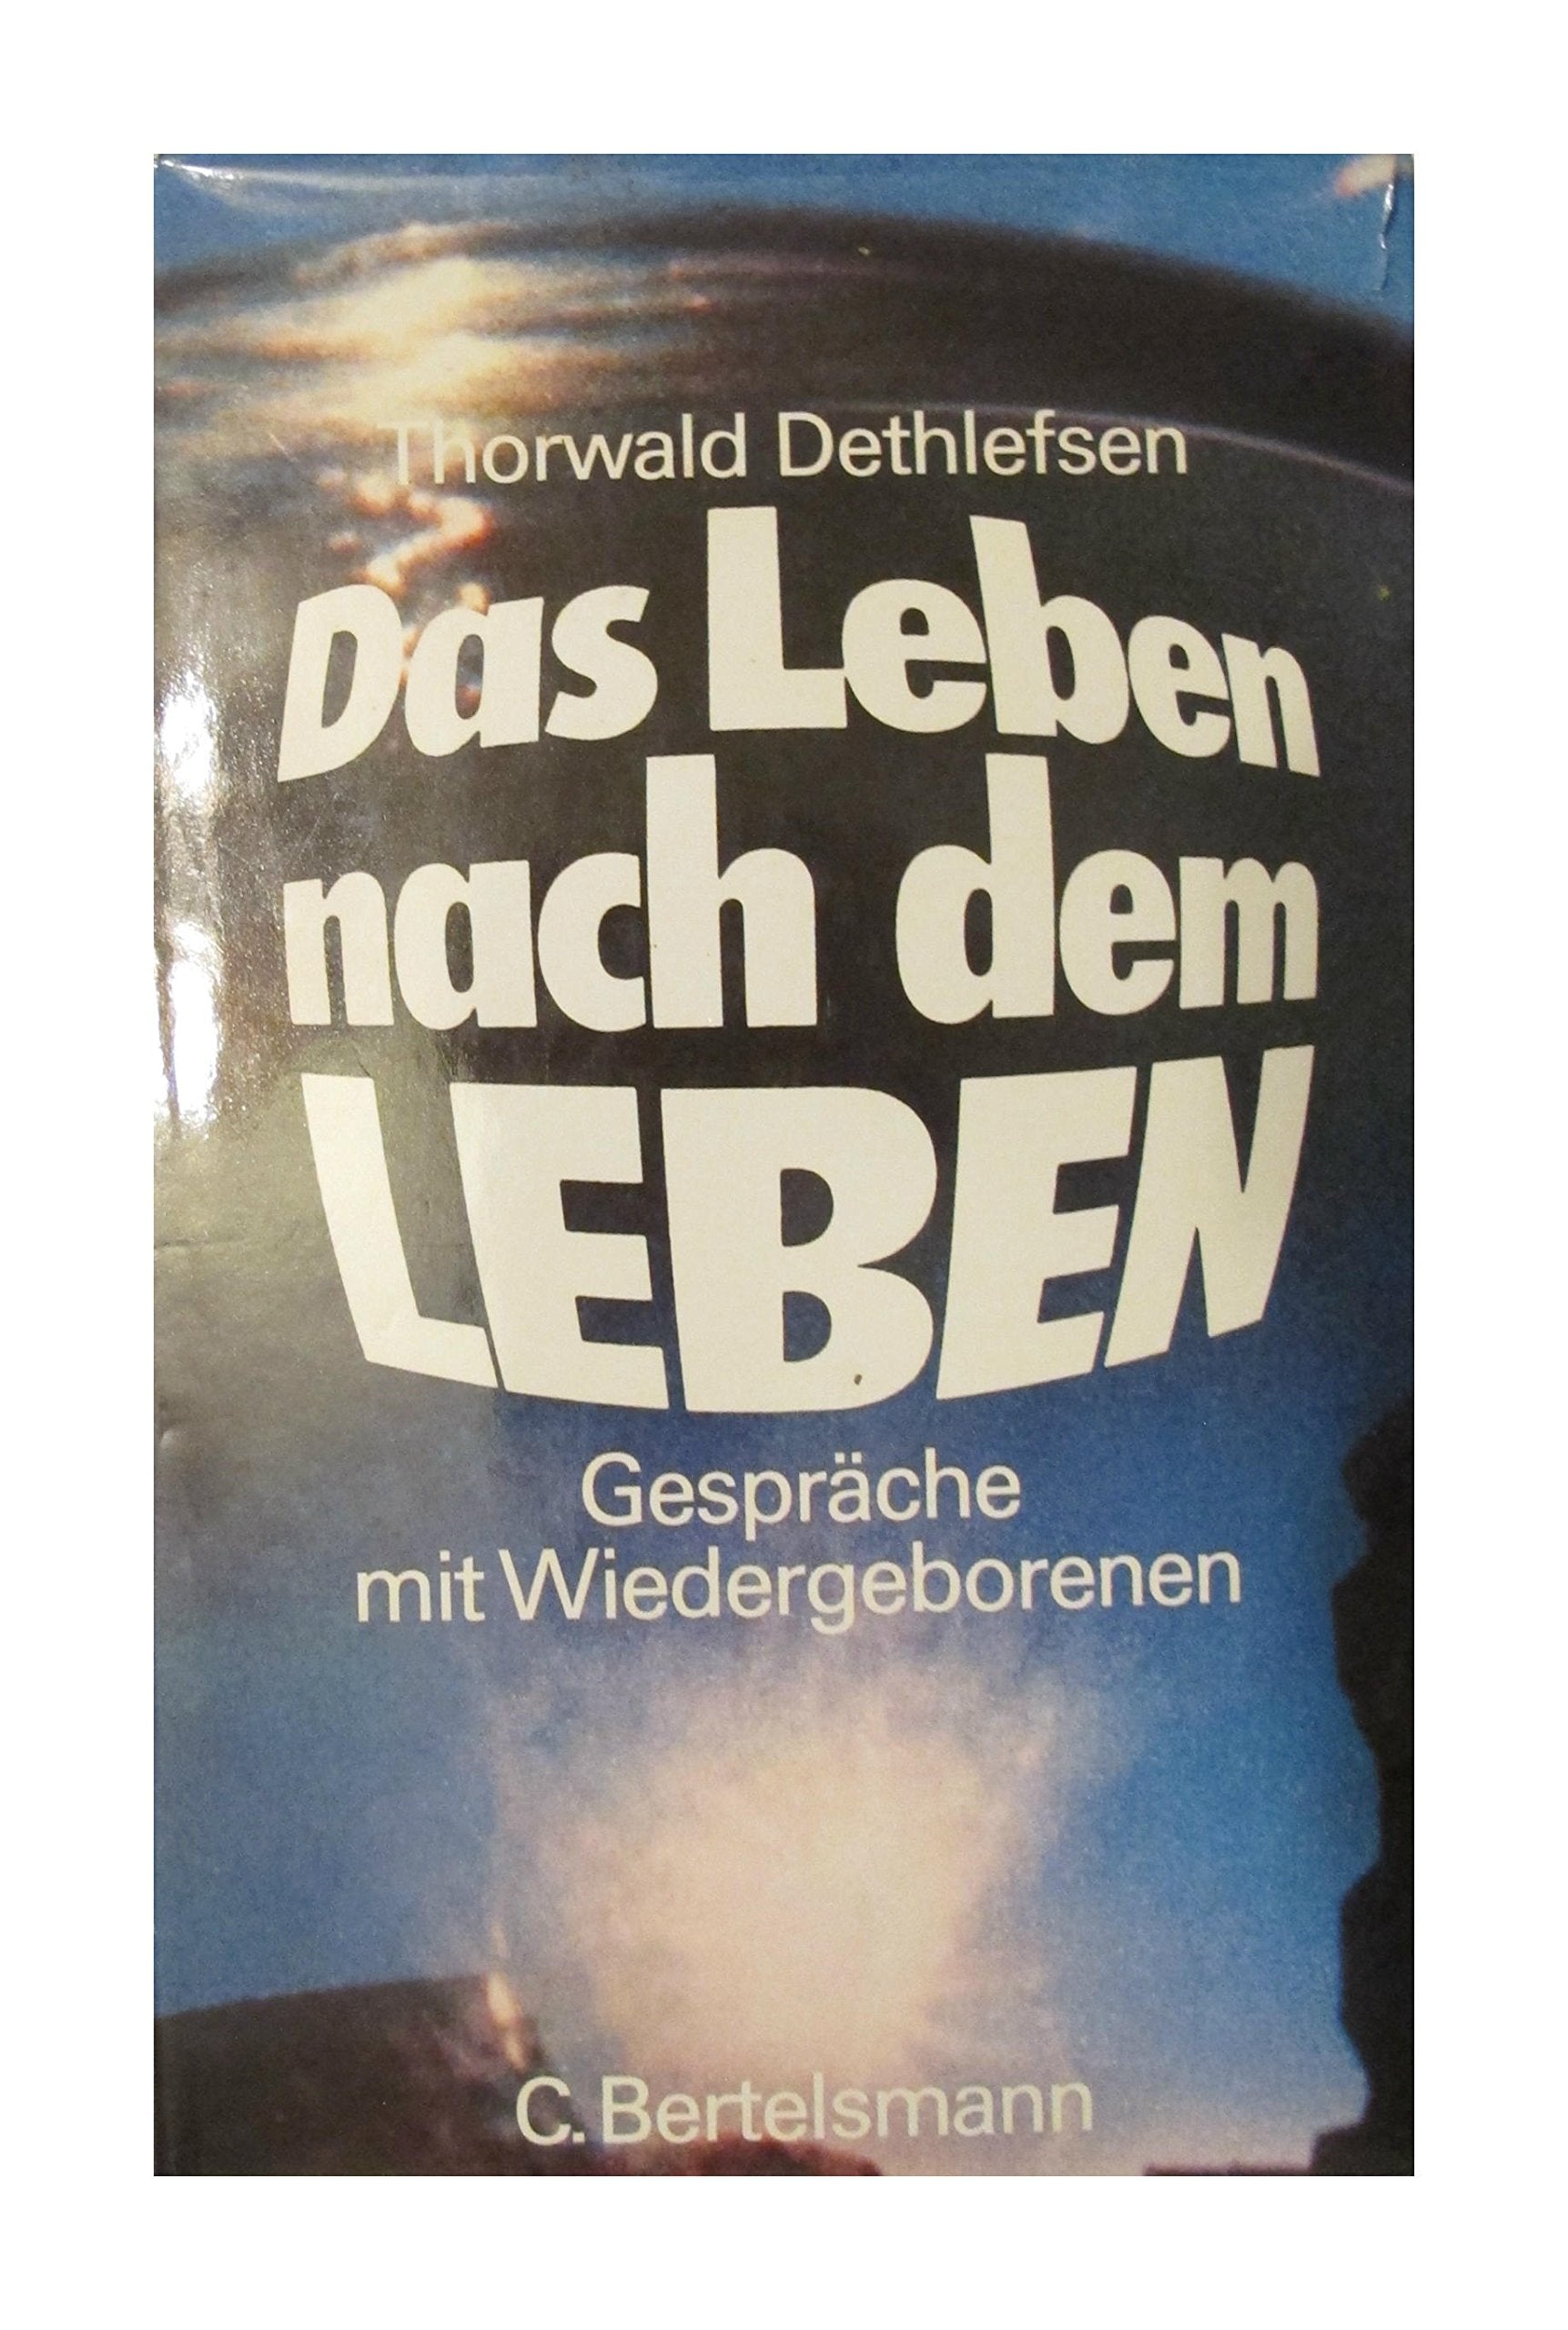 Thorwald Dethlefsen
Das Leben
nach dem
LEBEN
Gespräche
mit Wiedergeborenen
C. Bertelsmann